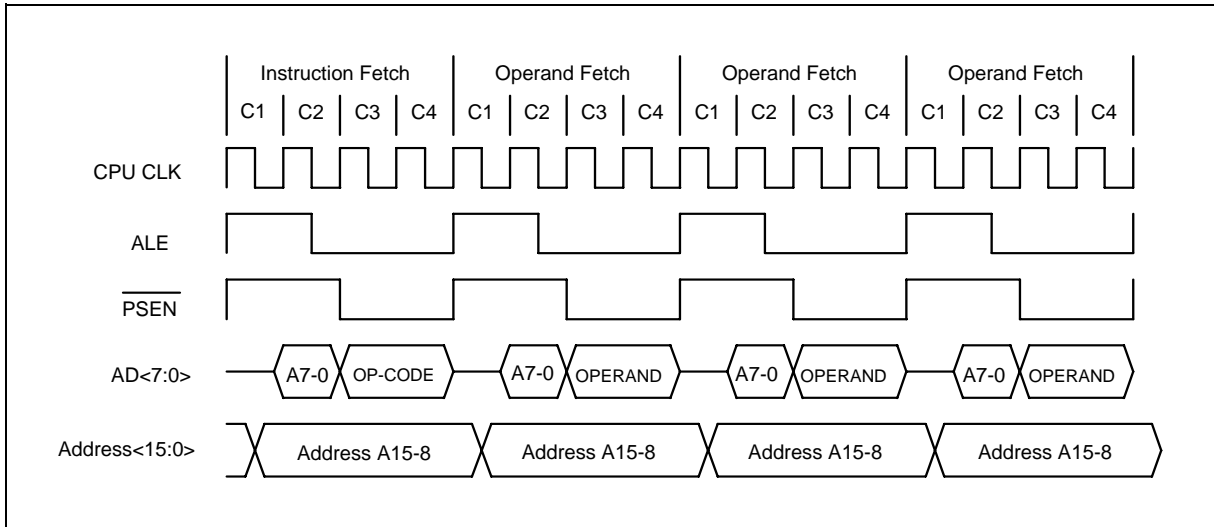 Instruction Fetch Operand Fetch Operand Fetch Operand Fetch
C1 C2 C3 C4 C1 C2 C3 C4 C1 C2 C3 C4 C1 C2 C3 C4
CPU CLK
ALE
PSEN
AD<7:0> A7-0 OP-CODE A7-0 OPERAND A7-0 OPERAND A7-0 OPERAND
Address<15:0> Address A15-8 Address A15-8 Address A15-8 Address A15-8